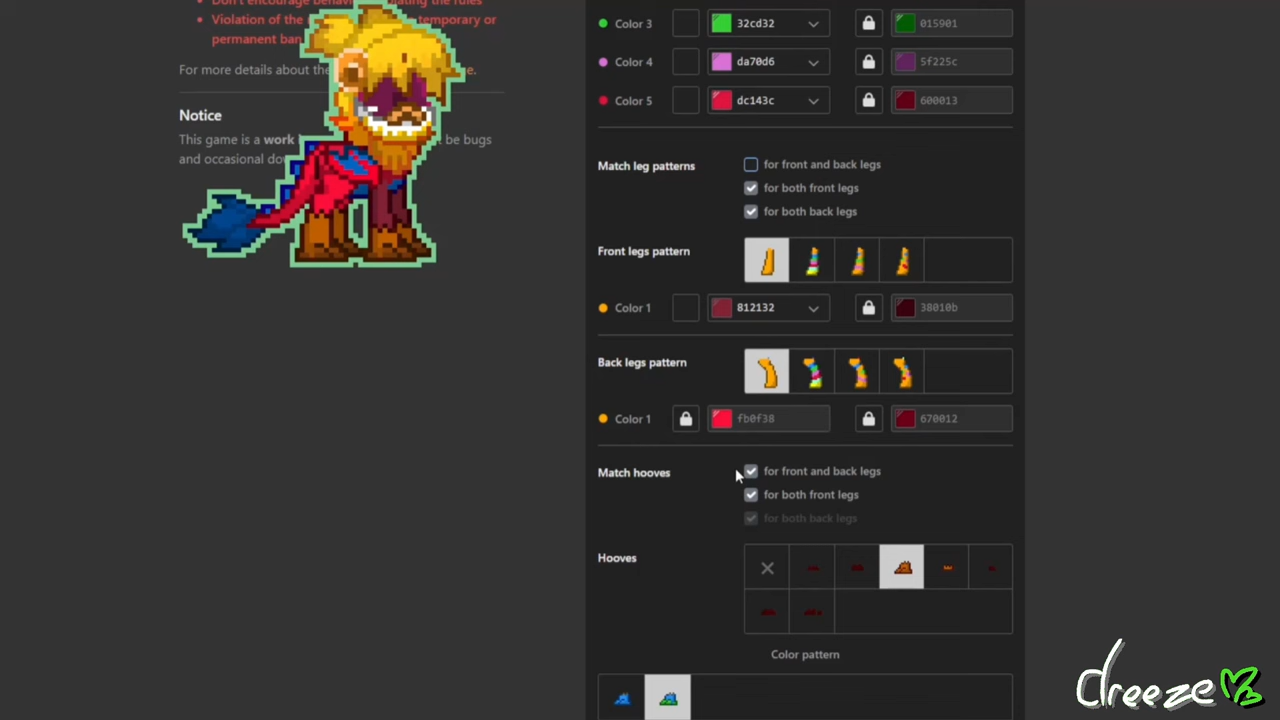 Don't encourage behav
ating the rules
Violation of the
temporary or
permanent ban
For more details about the
e.
Notice
This game is a work
be bugs
and occasional do
Color 3 32cd32 015901
Color 4 da70d6 5f225c
Color 5 dc143c 600013
Match leg patterns for front and back legs
for both front legs
for both back legs
Front legs pattern
Color 1 812132 38010b
Back legs pattern
Color 1 fb0f38 670012
Match hooves for front and back legs
for both front legs
for both back legs
Hooves
Color pattern
dreeze